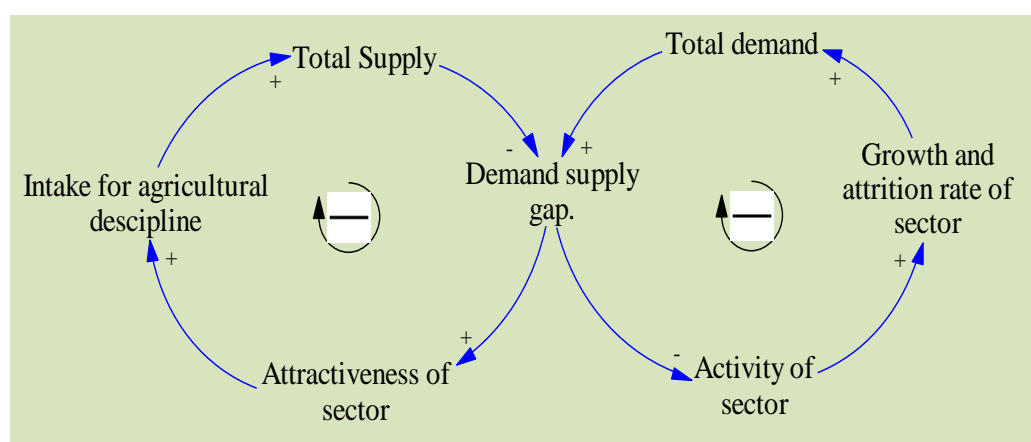 Total Supply
Total demand
+
+
-
+
Intake for agricultural
descipline
Demand supply
gap.
Growth and
attrition rate of
sector
+
+
+
-
Attractiveness of
sector
Activity of
sector